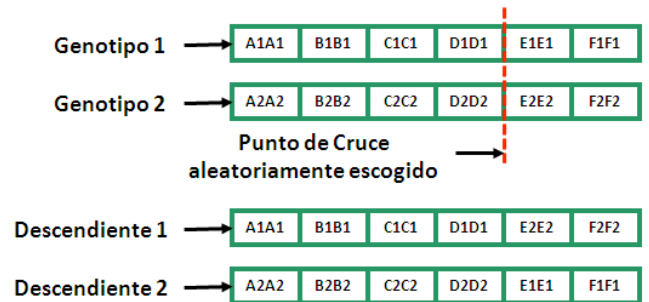 Genotipo 1 A1A1 B1B1 C1C1 D1D1 E1E1 F1F1
Genotipo 2 A2A2 B2B2 C2C2 D2D2 E2E2 F2F2
Punto de Cruce
aleatoriamente escogido
Descendiente 1 A1A1 B1B1 C1C1 D1D1 E2E2 F2F2
Descendiente 2 A2A2 B2B2 C2C2 D2D2 E1E1 F1F1